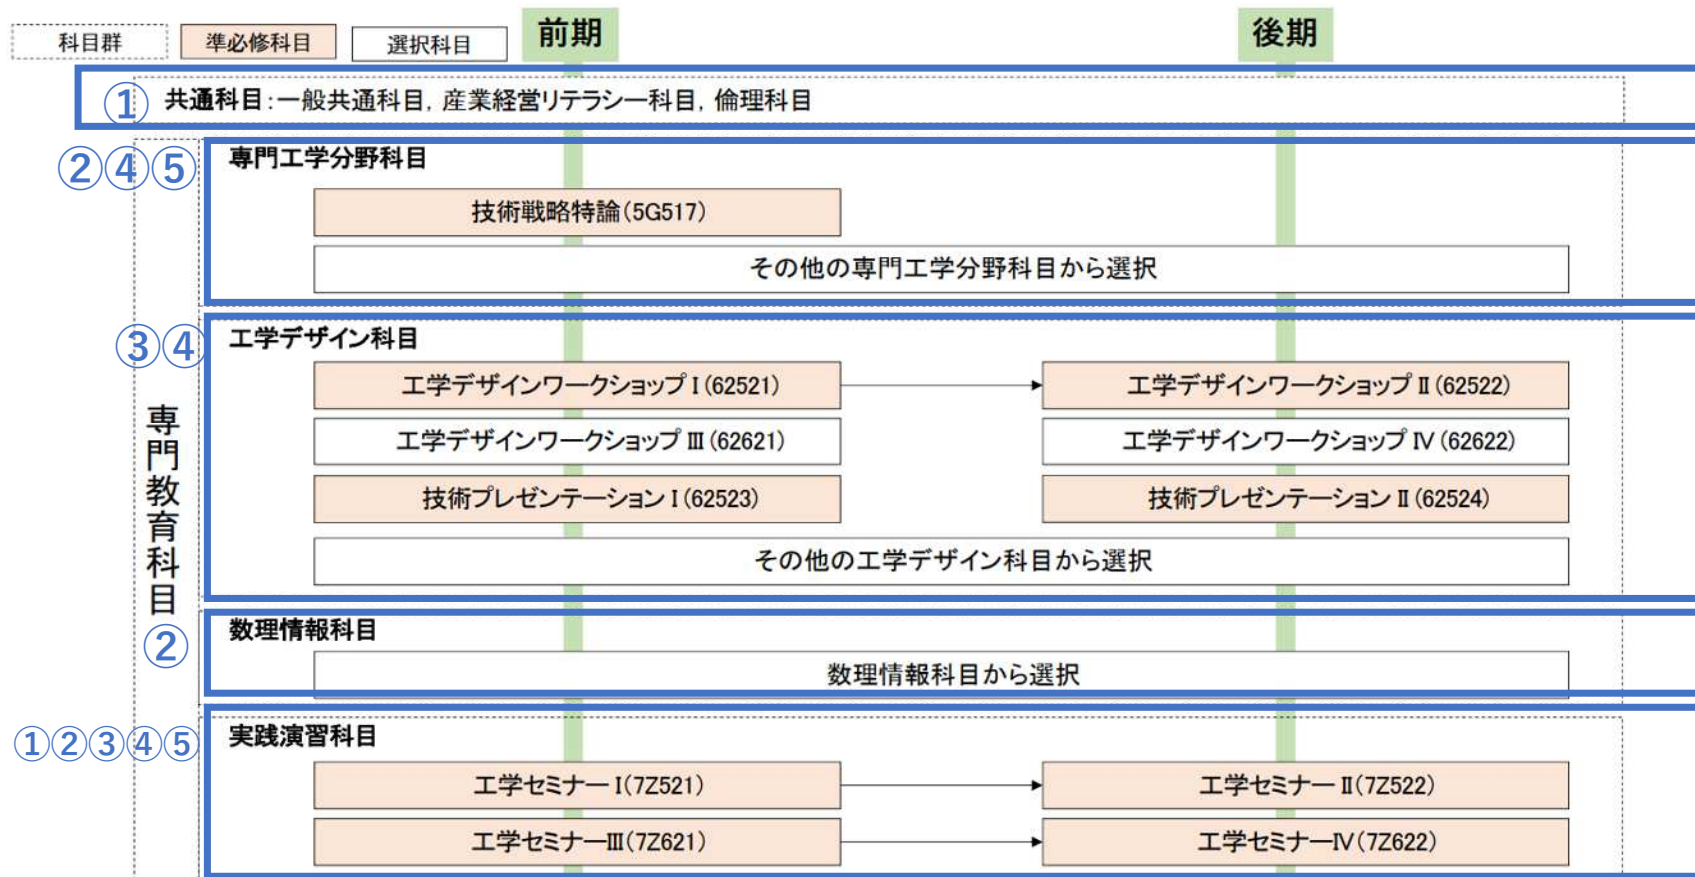 科目群
準必修科目
選択科目
前期
後期
① 共通科目：一般共通科目，産業経営リテラシー科目，倫理科目
専門教育科目
②④⑤
専門工学分野科目
技術戦略特論(5G517)
その他の専門工学分野科目から選択
③④
工学デザイン科目
工学デザインワークショップⅠ(62521)
工学デザインワークショップⅡ(62522)
工学デザインワークショップⅢ(62621)
工学デザインワークショップⅣ(62622)
技術プレゼンテーションⅠ(62523)
技術プレゼンテーションⅡ(62524)
その他の工学デザイン科目から選択
②
数理情報科目
数理情報科目から選択
①②③④⑤
実践演習科目
工学セミナーⅠ(7Z521)
工学セミナーⅡ(7Z522)
工学セミナーⅢ(7Z621)
工学セミナーⅣ(7Z622)